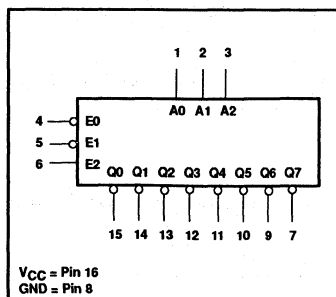 1 2 3
A0 A1 A2
4 E0
5 E1
6 E2
Q0 Q1 Q2 Q3 Q4 Q5 Q6 Q7
15 14 13 12 11 10 9 7
VCC = Pin 16
GND = Pin 8